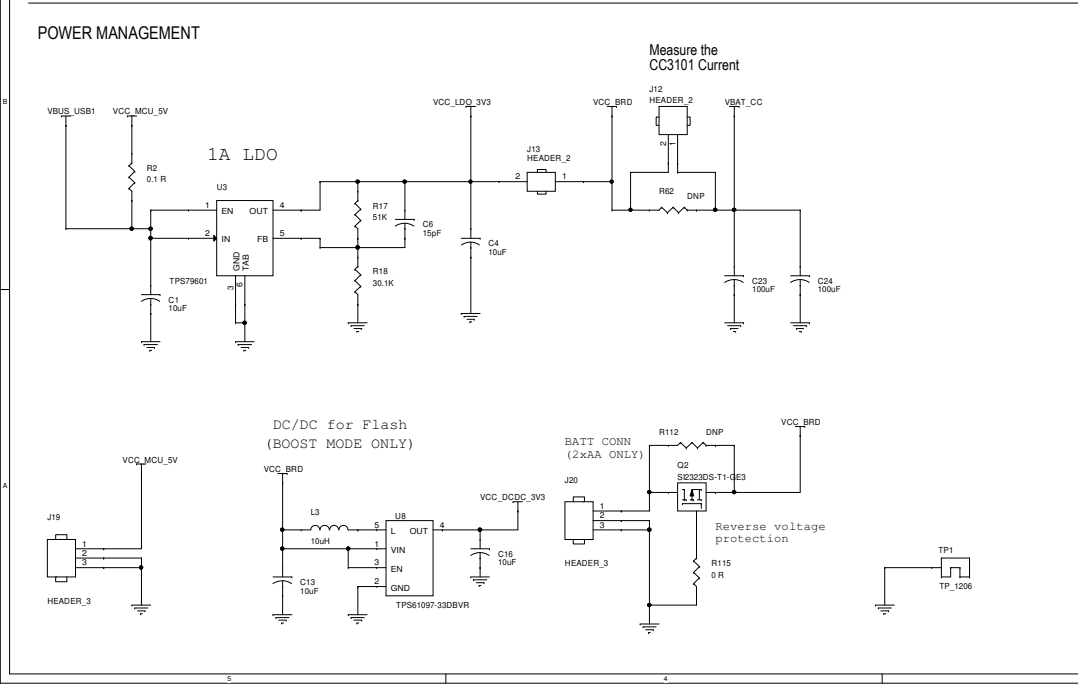 POWER MANAGEMENT
Measure the
CC3101 Current
B
VBUS_USB1
VCC_MCU_5V
R2
0.1 R
1A LDO
U3
1
EN
OUT
4
2
IN
FB
5
GND
TAB
3
6
TPS79601
C1
10uF
R17
51K
C6
15pF
R18
30.1K
VCC_LDO_3V3
C4
10uF
J13
HEADER_2
2
1
VCC_BRD
J12
HEADER_2
2
1
VBAT_CC
R62
DNP
C23
100uF
C24
100uF
A
VCC_MCU_5V
J19
1
2
3
HEADER_3
DC/DC for Flash
(BOOST MODE ONLY)
VCC_BRD
L3
10uH
C13
10uF
U8
5
L
OUT
4
1
VIN
3
EN
2
GND
TPS61097-33DBVR
VCC_DCDC_3V3
C16
10uF
BATT CONN
(2xAA ONLY)
J20
1
2
3
HEADER_3
R112
DNP
Q2
SI2323DS-T1-GE3
VCC_BRD
Reverse voltage
protection
R115
0 R
TP1
TP_1206
5
4